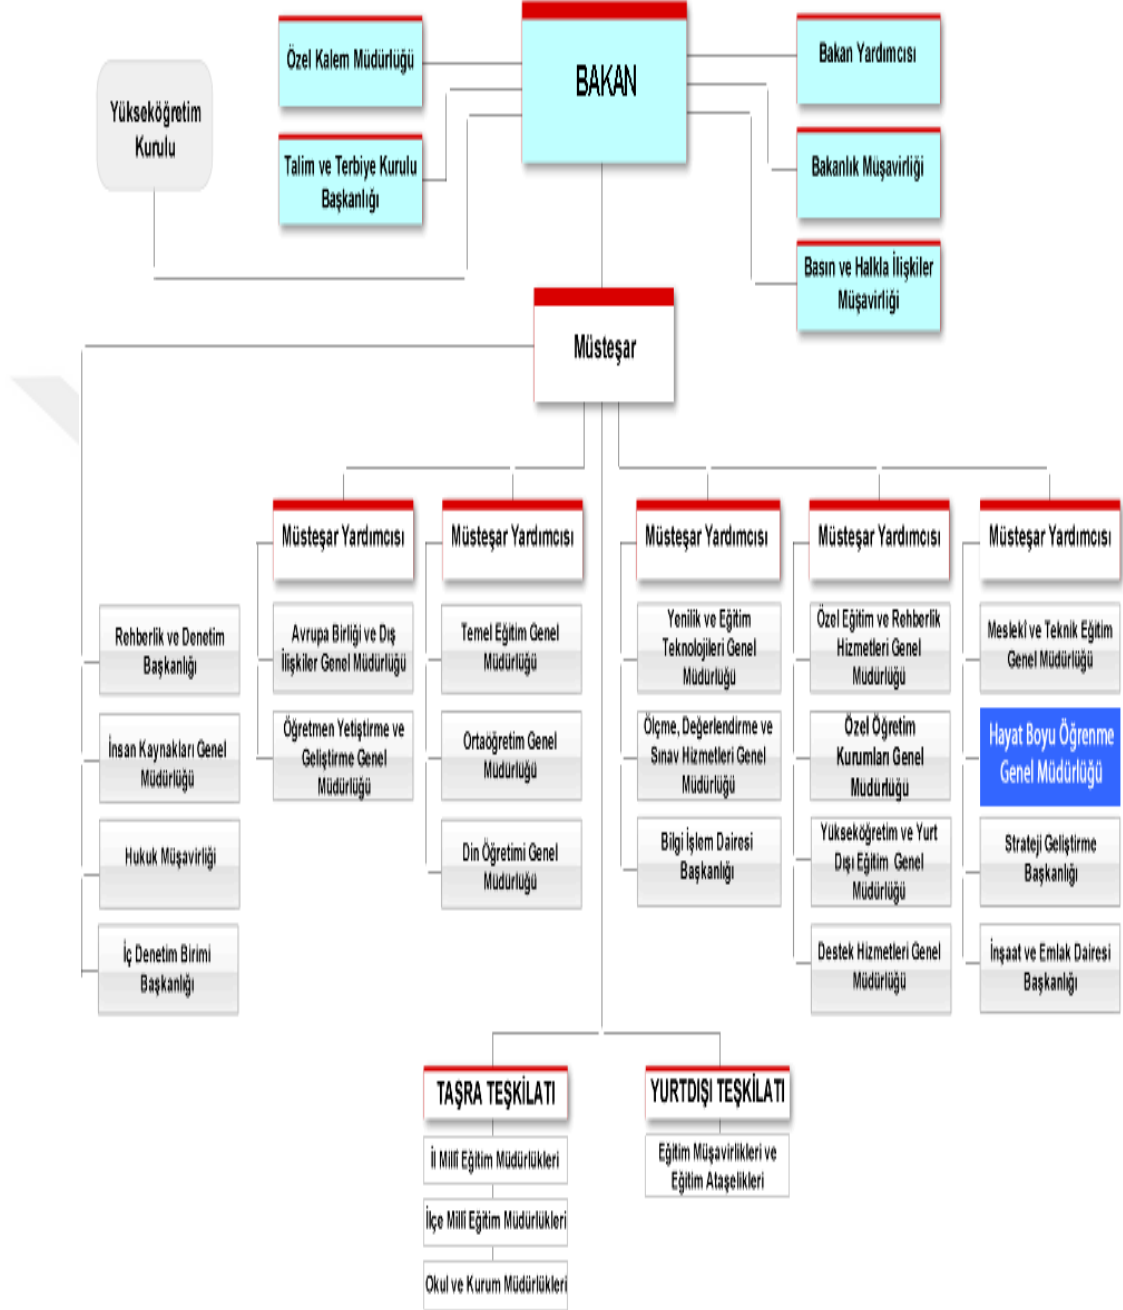 BAKAN
Özel Kalem Müdürlüğü
Talim ve Terbiye Kurulu
Başkanlığı
Yükseköğretim
Kurulu
Bakan Yardımcısı
Bakanlık Müşavirliği
Basın ve Halkla İlişkiler
Müşavirliği
Müsteşar
Rehberlik ve Denetim
Başkanlığı
İnsan Kaynakları Genel
Müdürlüğü
Hukuk Müşavirliği
İç Denetim Birimi
Başkanlığı
Müsteşar Yardımcısı
Avrupa Birliği ve Dış
İlişkiler Genel Müdürlüğü
Öğretmen Yetiştirme ve
Geliştirme Genel
Müdürlüğü
Müsteşar Yardımcısı
Temel Eğitim Genel
Müdürlüğü
Ortaöğretim Genel
Müdürlüğü
Din Öğretimi Genel
Müdürlüğü
Müsteşar Yardımcısı
Yenilik ve Eğitim
Teknolojileri Genel
Müdürlüğü
Ölçme, Değerlendirme ve
Sınav Hizmetleri Genel
Müdürlüğü
Bilgi İşlem Dairesi
Başkanlığı
Müsteşar Yardımcısı
Özel Eğitim ve Rehberlik
Hizmetleri Genel
Müdürlüğü
Özel Öğretim
Kurumları Genel
Müdürlüğü
Yükseköğretim ve Yurt
Dışı Eğitim Genel
Müdürlüğü
Destek Hizmetleri Genel
Müdürlüğü
Müsteşar Yardımcısı
Meslekî ve Teknik Eğitim
Genel Müdürlüğü
Hayat Boyu Öğrenme
Genel Müdürlüğü
Strateji Geliştirme
Başkanlığı
İnşaat ve Emlak Dairesi
Başkanlığı
TAŞRA TEŞKİLATI
İl Millî Eğitim Müdürlükleri
İlçe Millî Eğitim Müdürlükleri
Okul ve Kurum Müdürlükleri
YURTDIŞI TEŞKİLATI
Eğitim Müşavirlikleri ve
Eğitim Ataşelikleri